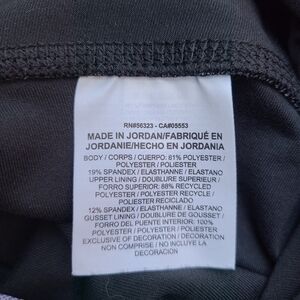 RN#56323 - CA#05553
MADE IN JORDAN/FABRIQUÉ EN
JORDANIE/HECHO EN JORDANIA
BODY / CORPS / CUERPO: 81% POLYESTER /
POLYESTER / POLIESTER
19% SPANDEX / ELASTHANNE / ELASTANO
UPPER LINING / DOUBLURE SUPERIEUR /
FORRO SUPERIOR: 88% RECYCLED
POLYESTER / POLYESTER RECYCLE /
POLIESTER RECICLADO
12% SPANDEX / ELASTHANNE / ELASTANO
GUSSET LINING / DOUBLURE DE GOUSSET /
FORRO DEL PUENTE INTERIOR: 100%
POLYESTER / POLYESTER / POLIESTER
EXCLUSIVE OF DECORATION / DECORATION
NON COMPRISE / NO INCLUYE LA
DECORACION